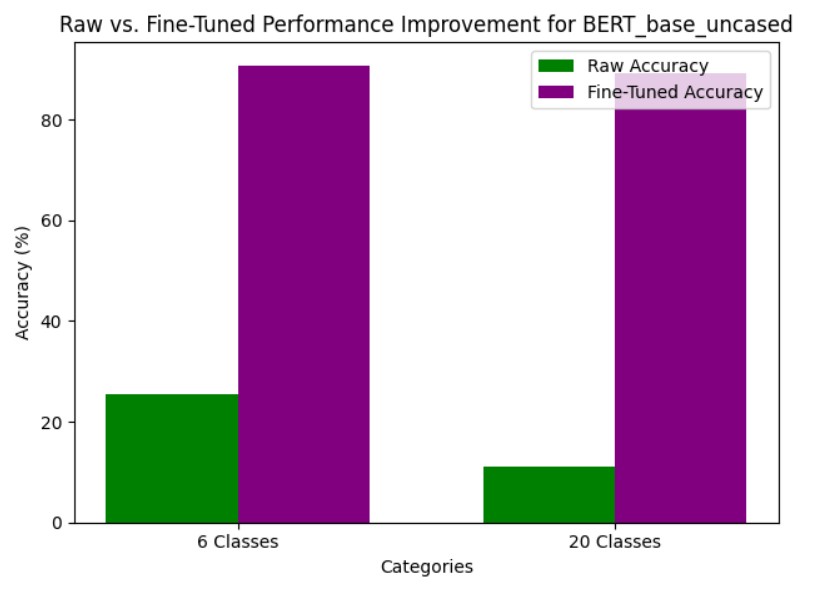 Raw vs. Fine-Tuned Performance Improvement for BERT_base_uncased
Raw Accuracy
Fine-Tuned Accuracy
80
60
40
20
0
Accuracy (%)
6 Classes
20 Classes
Categories